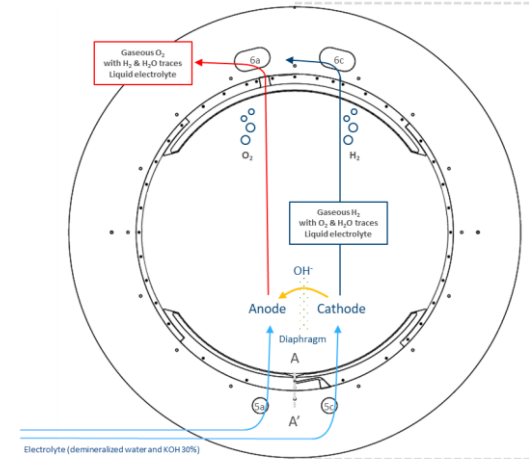 Gaseous O₂
with H₂ & H₂O traces
Liquid electrolyte
6a
6c
O₂
H₂
Gaseous H₂
with O₂ & H₂O traces
Liquid electrolyte
OH⁻
Anode
Cathode
Diaphragm
A
5a
5c
A'
Electrolyte (demineralized water and KOH 30%)